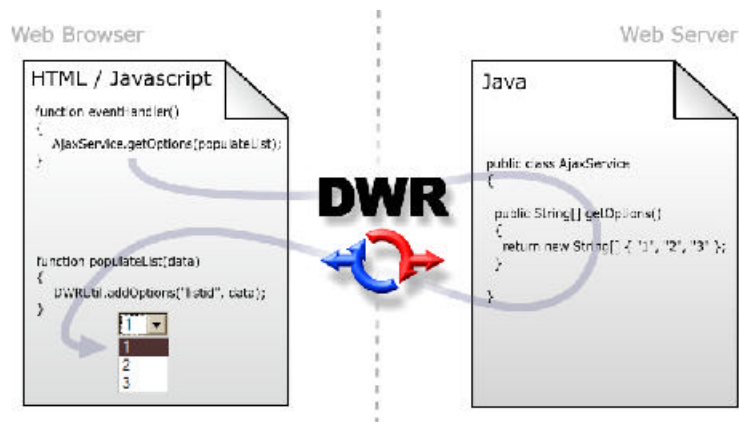 Web Browser
Web Server
HTML / Javascript
function eventHandler()
{
AjaxService.getOptions(populateList);
}
function populateList(data)
{
DWRUtil.addOptions("listid", data);
}
1
1
2
3
DWR
Java
public class AjaxService
{
public String[] getOptions()
{
return new String[] { "1", "2", "3" };
}
}